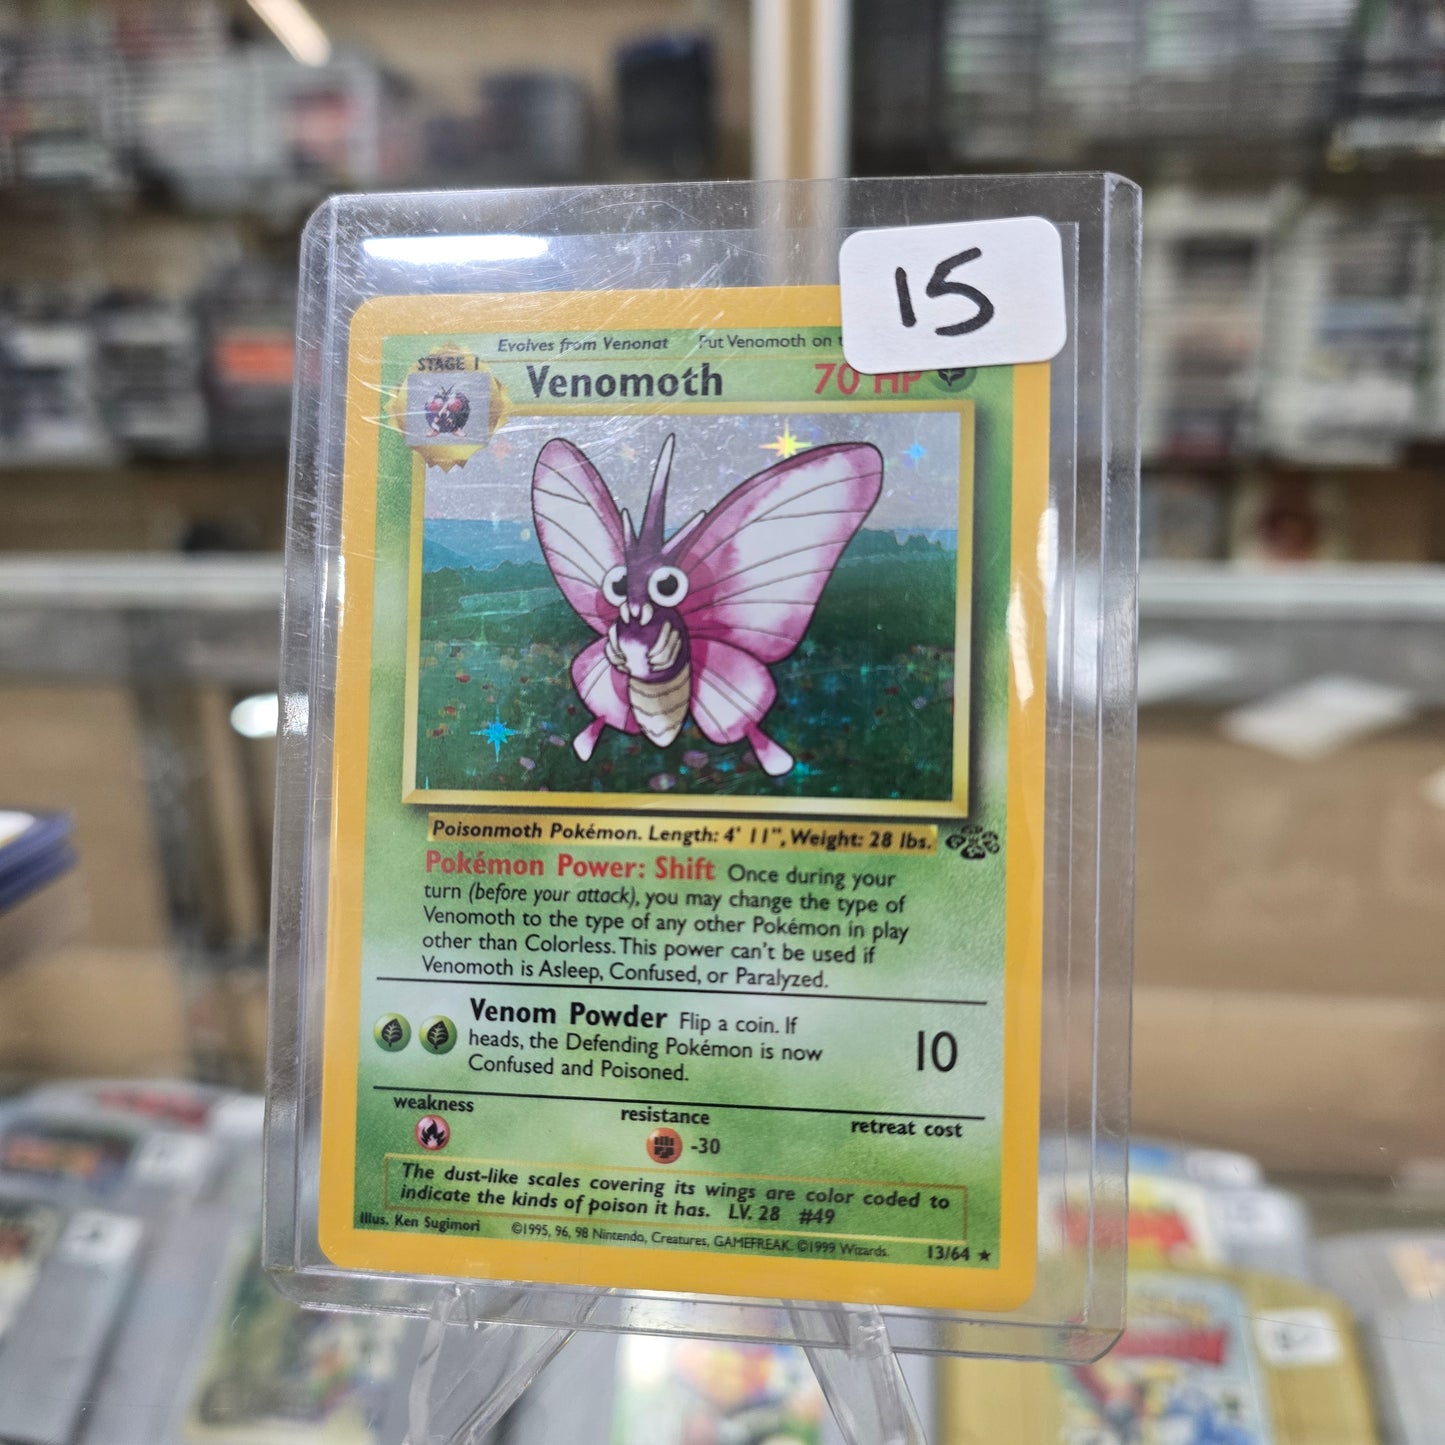 15
Evolves from Venonat Put Venomoth on
STAGE 1
Venomoth 70 HP
Poisonmoth Pokémon. Length: 4' 11", Weight: 28 lbs.
Pokémon Power: Shift Once during your
turn (before your attack), you may change the type of
Venomoth to the type of any other Pokémon in play
other than Colorless. This power can't be used if
Venomoth is Asleep, Confused, or Paralyzed.
Venom Powder Flip a coin. If
heads, the Defending Pokémon is now
Confused and Poisoned.
10
weakness
resistance
retreat cost
-30
The dust-like scales covering its wings are color coded to
indicate the kinds of poison it has. LV. 28 #49
Illus. Ken Sugimori ©1995, 96, 98 Nintendo, Creatures, GAMEFREAK. ©1999 Wizards. 13/64 ★